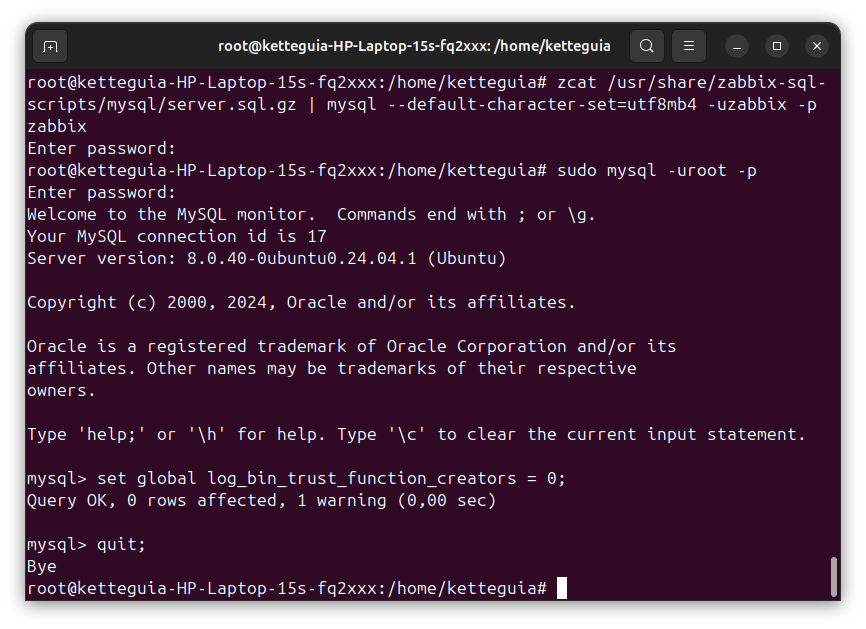 root@ketteguia-HP-Laptop-15s-fq2xxx: /home/ketteguia
root@ketteguia-HP-Laptop-15s-fq2xxx:/home/ketteguia# zcat /usr/share/zabbix-sql-
scripts/mysql/server.sql.gz | mysql --default-character-set=utf8mb4 -uzabbix -p
zabbix
Enter password:
root@ketteguia-HP-Laptop-15s-fq2xxx:/home/ketteguia# sudo mysql -uroot -p
Enter password:
Welcome to the MySQL monitor.  Commands end with ; or \g.
Your MySQL connection id is 17
Server version: 8.0.40-0ubuntu0.24.04.1 (Ubuntu)
Copyright (c) 2000, 2024, Oracle and/or its affiliates.
Oracle is a registered trademark of Oracle Corporation and/or its
affiliates. Other names may be trademarks of their respective
owners.
Type 'help;' or '\h' for help. Type '\c' to clear the current input statement.
mysql> set global log_bin_trust_function_creators = 0;
Query OK, 0 rows affected, 1 warning (0,00 sec)
mysql> quit;
Bye
root@ketteguia-HP-Laptop-15s-fq2xxx:/home/ketteguia#